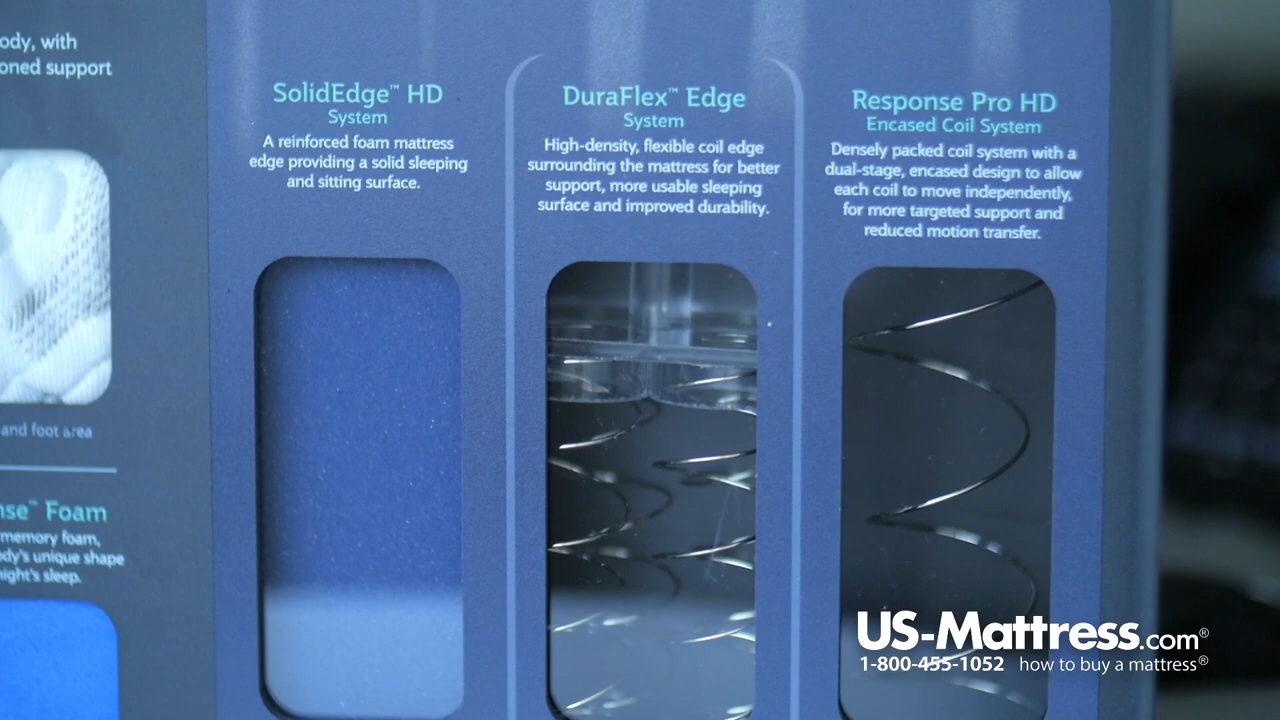 ody, with
oned support
and foot area
nse™ Foam
memory foam,
ody's unique shape
night's sleep.
SolidEdge™ HD
System
A reinforced foam mattress
edge providing a solid sleeping
and sitting surface.
DuraFlex™ Edge
System
High-density, flexible coil edge
surrounding the mattress for better
support, more usable sleeping
surface and improved durability.
Response Pro HD
Encased Coil System
Densely packed coil system with a
dual-stage, encased design to allow
each coil to move independently,
for more targeted support and
reduced motion transfer.
US-Mattress.com®
1-800-455-1052 how to buy a mattress®